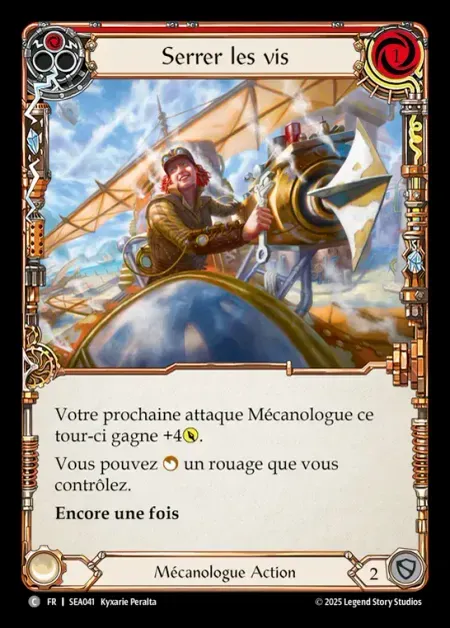 Serrer les vis
1
Votre prochaine attaque Mécanologue ce
tour-ci gagne +4.
Vous pouvez un rouage que vous
contrôlez.
Encore une fois
Mécanologue Action
2
C FR | SEA041 Kyxarie Peralta
© 2025 Legend Story Studios